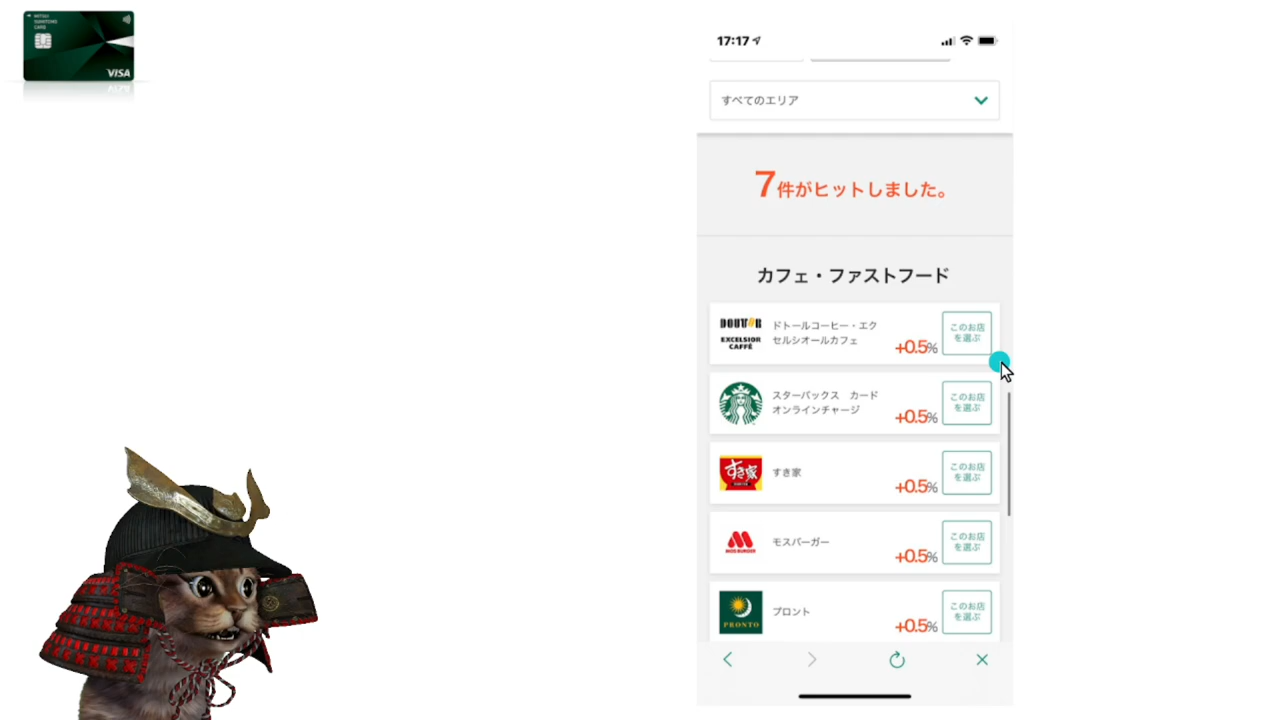 MITSUI
SUMITOMO
CARD
VISA
17:17
すべてのエリア
7件がヒットしました。
カフェ・ファストフード
DOUTOR
EXCELSIOR
CAFFÉ
ドトールコーヒー・エク
セルシオールカフェ
+0.5%
このお店
を選ぶ
スターバックス カード
オンラインチャージ
+0.5%
このお店
を選ぶ
すき家
すき家
+0.5%
このお店
を選ぶ
MOS BURGER
モスバーガー
+0.5%
このお店
を選ぶ
PRONTO
プロント
+0.5%
このお店
を選ぶ